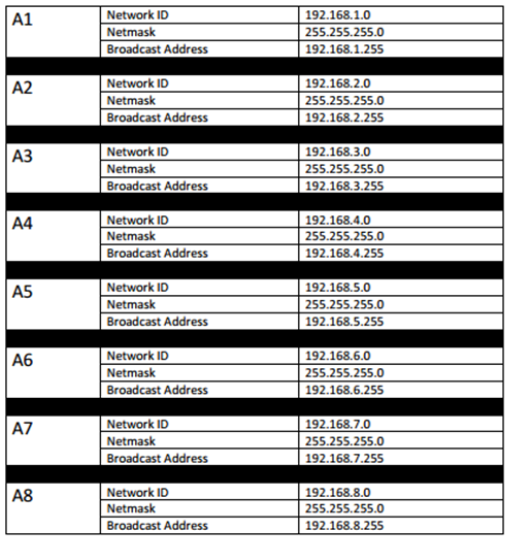 A1 Network ID 192.168.1.0
Netmask 255.255.255.0
Broadcast Address 192.168.1.255
A2 Network ID 192.168.2.0
Netmask 255.255.255.0
Broadcast Address 192.168.2.255
A3 Network ID 192.168.3.0
Netmask 255.255.255.0
Broadcast Address 192.168.3.255
A4 Network ID 192.168.4.0
Netmask 255.255.255.0
Broadcast Address 192.168.4.255
A5 Network ID 192.168.5.0
Netmask 255.255.255.0
Broadcast Address 192.168.5.255
A6 Network ID 192.168.6.0
Netmask 255.255.255.0
Broadcast Address 192.168.6.255
A7 Network ID 192.168.7.0
Netmask 255.255.255.0
Broadcast Address 192.168.7.255
A8 Network ID 192.168.8.0
Netmask 255.255.255.0
Broadcast Address 192.168.8.255